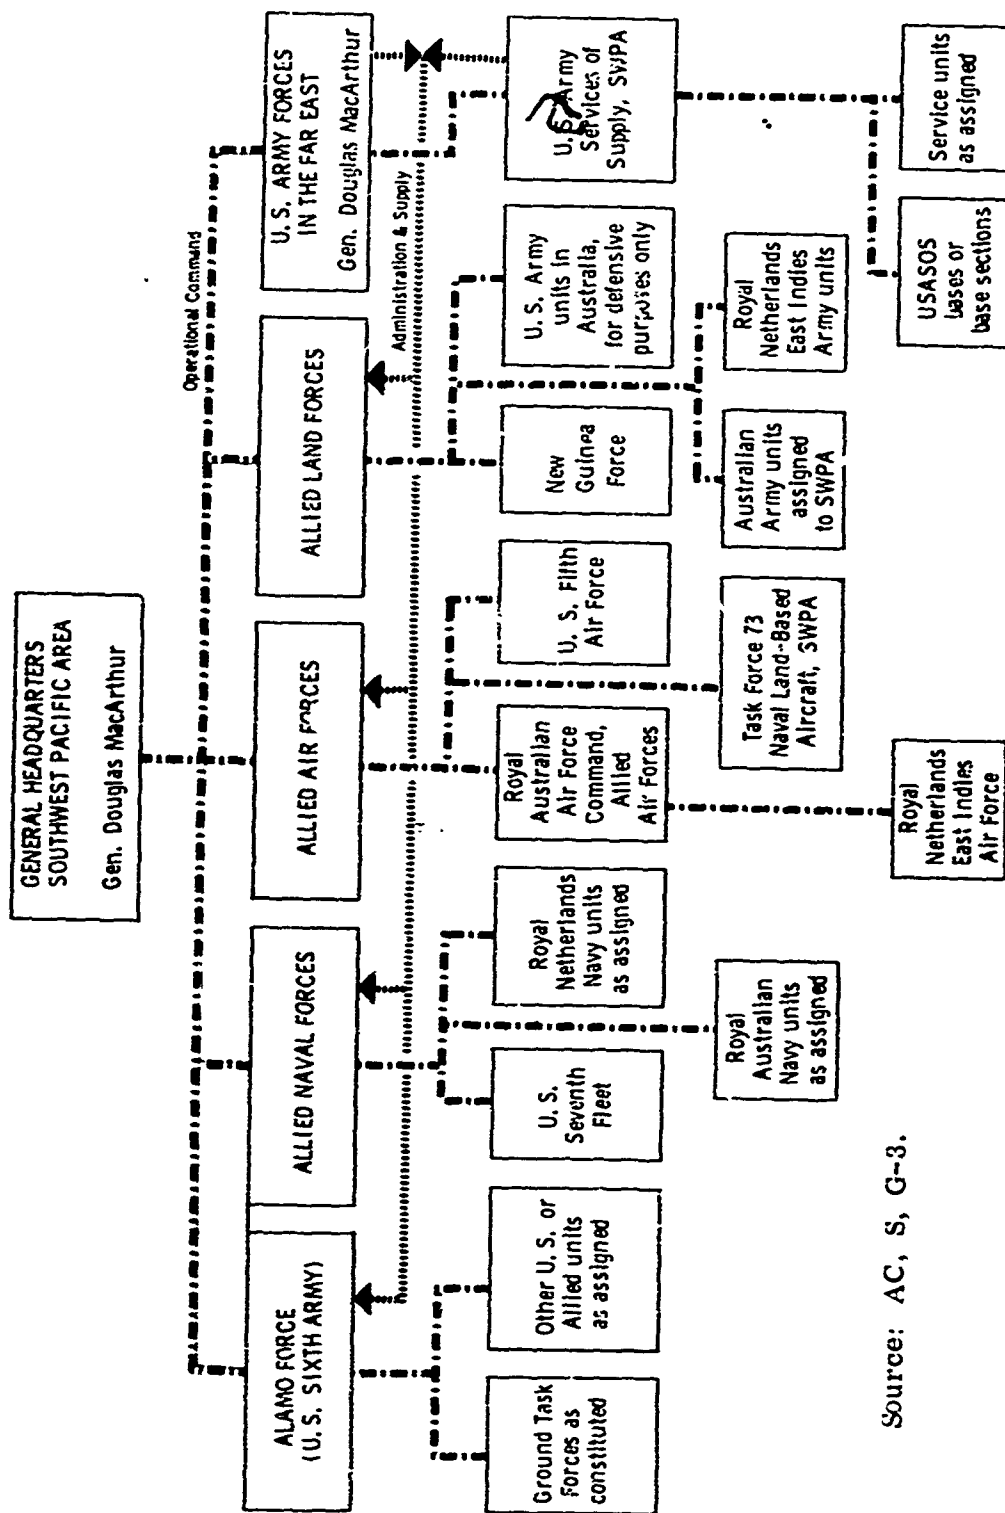 GENERAL HEADQUARTERS
SOUTHWEST PACIFIC AREA
Gen. Douglas MacArthur
Operational Command
ALAMO FORCE
(U. S. SIXTH ARMY)
ALLIED NAVAL FORCES
ALLIED AIR FORCES
ALLIED LAND FORCES
U. S. ARMY FORCES
IN THE FAR EAST
Gen. Douglas MacArthur
Administration & Supply
Ground Task
Forces as
constituted
Other U. S. or
Allied units
as assigned
U. S.
Seventh
Fleet
Royal
Netherlands
Navy units
as assigned
Royal
Australian
Air Force
Command,
Allied
Air Forces
U. S. Fifth
Air Force
New
Guinea
Force
U. S. Army
units in
Australia,
for defensive
purposes only
U. S. Army
Services of
Supply, SWPA
Royal
Australian
Navy units
as assigned
Task Force 73
Naval Land-Based
Aircraft, SWPA
Australian
Army units
assigned
to SWPA
Royal
Netherlands
East Indies
Army units
Royal
Netherlands
East Indies
Air Force
USASOS
bases or
base sections
Service units
as assigned
Source: AC, S, G-3.